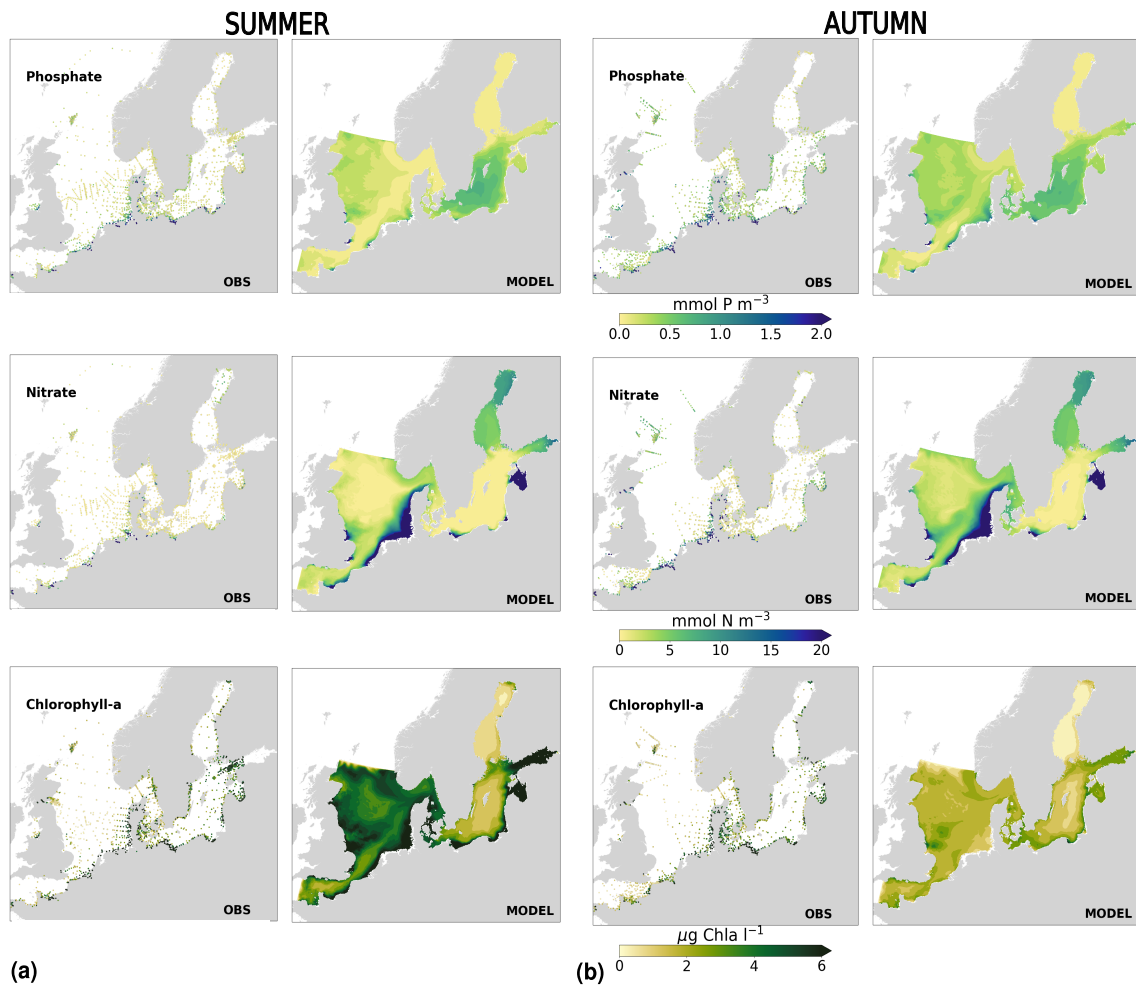 SUMMER
AUTUMN
Phosphate
OBS
MODEL
Phosphate
OBS
MODEL
mmol P m⁻³
0.0 0.5 1.0 1.5 2.0
Nitrate
OBS
MODEL
Nitrate
OBS
MODEL
mmol N m⁻³
0 5 10 15 20
Chlorophyll-a
OBS
MODEL
Chlorophyll-a
OBS
MODEL
μg Chla l⁻¹
0 2 4 6
(a)
(b)